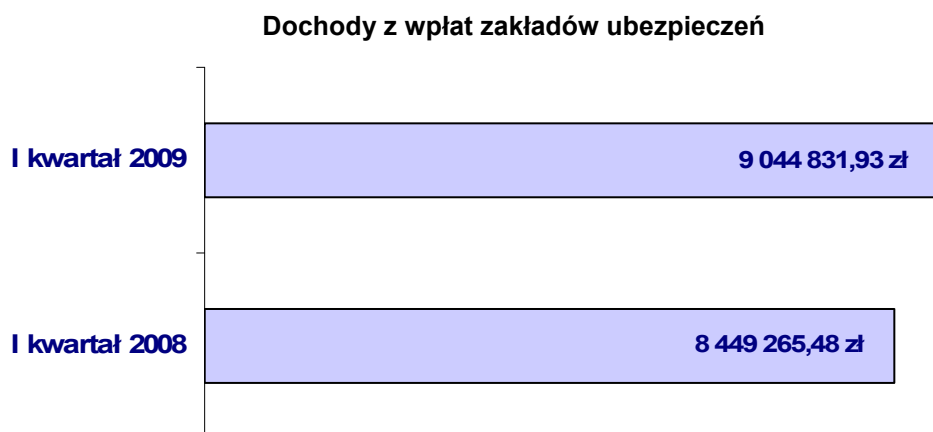 Dochody z wpłat zakładów ubezpieczeń
I kwartał 2009
9 044 831,93 zł
I kwartał 2008
8 449 265,48 zł